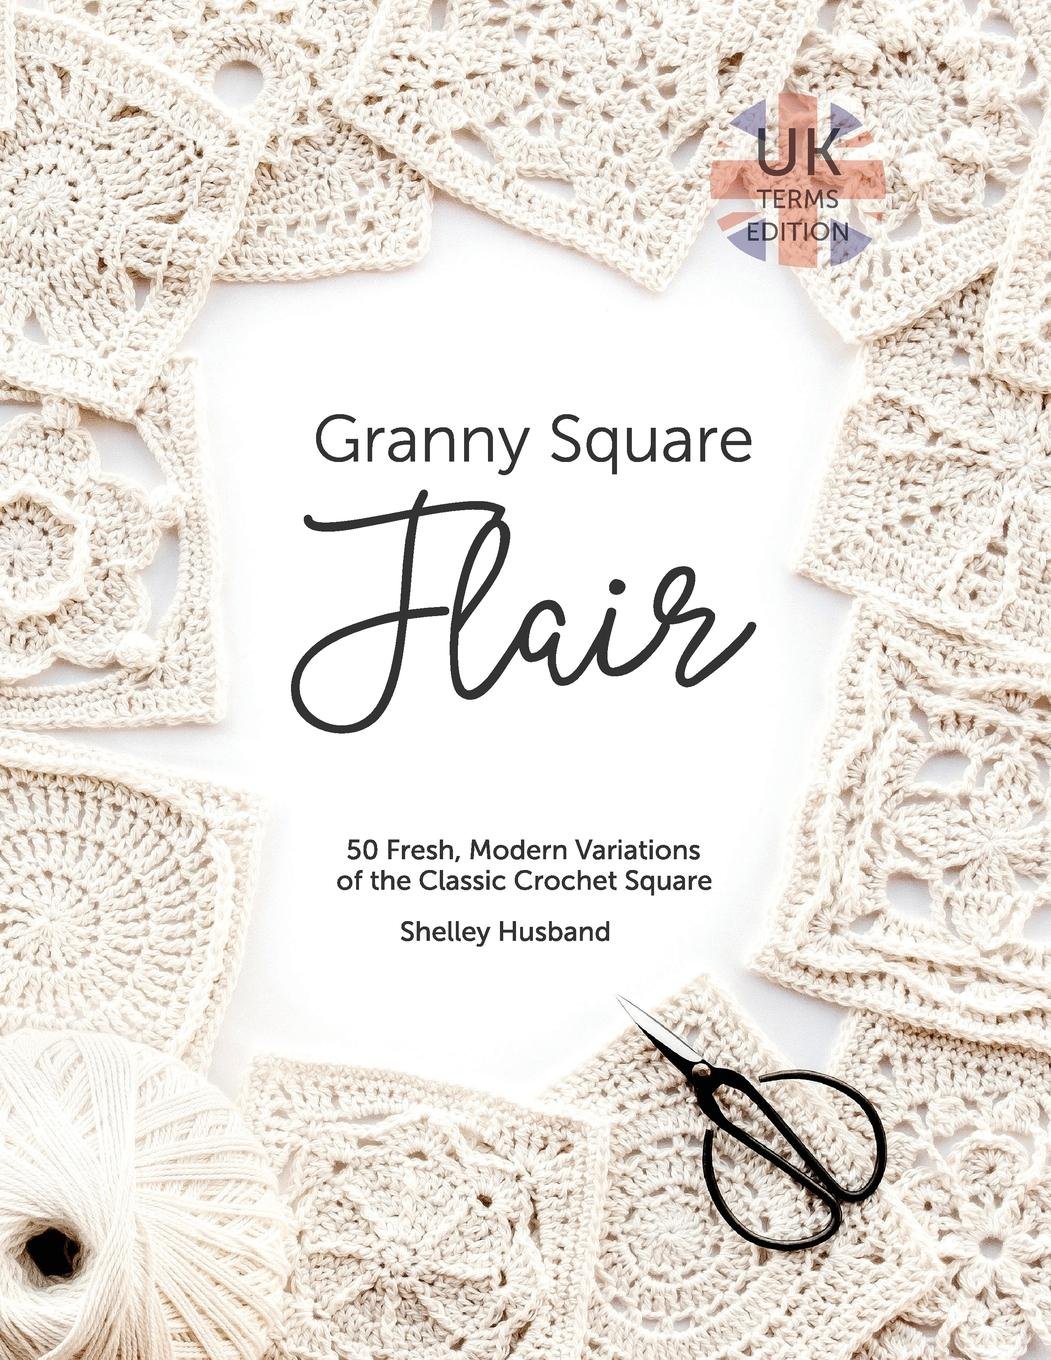 UK
TERMS
EDITION
Granny Square
Flair
50 Fresh, Modern Variations
of the Classic Crochet Square
Shelley Husband